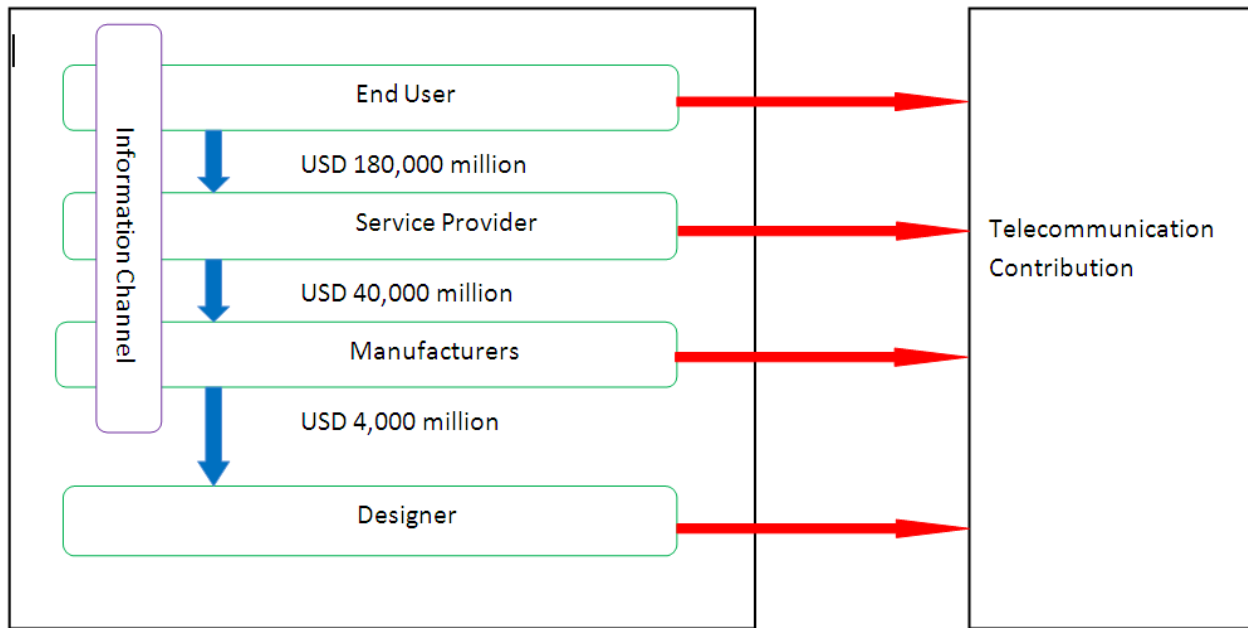 End User
USD 180,000 million
Service Provider
USD 40,000 million
Manufacturers
USD 4,000 million
Designer
Information Channel
Telecommunication
Contribution